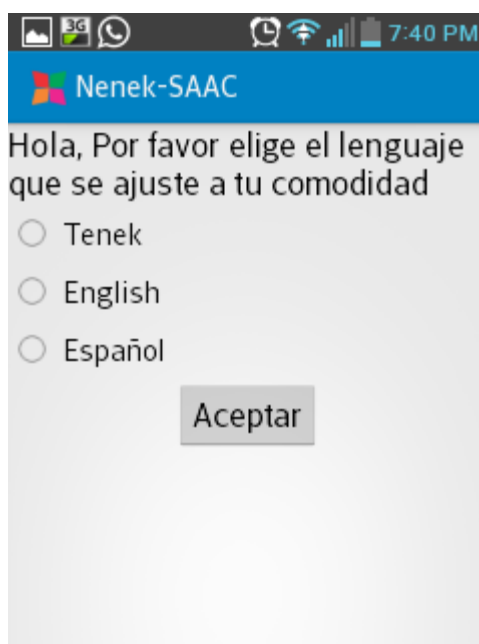 3G
7:40 PM
Nenek-SAAC
Hola, Por favor elige el lenguaje
que se ajuste a tu comodidad
Tenek
English
Español
Aceptar